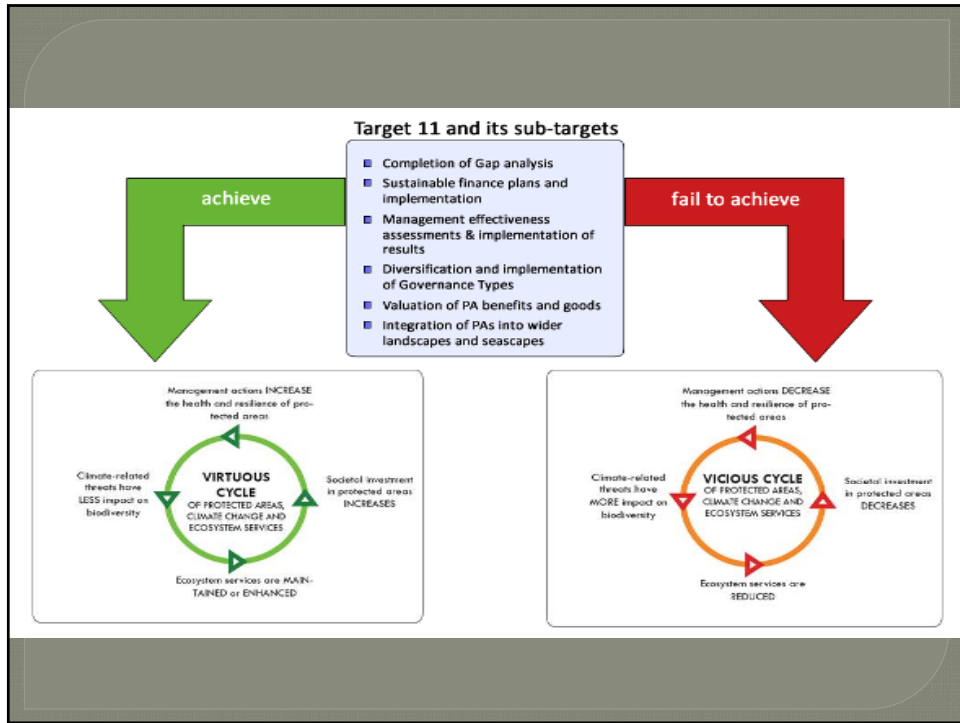 Target 11 and its sub-targets
achieve
Completion of Gap analysis
Sustainable finance plans and
implementation
Management effectiveness
assessments & implementation of
results
Diversification and implementation
of Governance Types
Valuation of PA benefits and goods
Integration of PAs into wider
landscapes and seascapes
fail to achieve
Management actions INCREASE
the health and resilience of pro-
tected areas
Climate-related
threats have
LESS impact on
biodiversity
VIRTUOUS
CYCLE
OF PROTECTED AREAS,
CLIMATE CHANGE AND
ECOSYSTEM SERVICES
Societal investment
in protected areas
INCREASES
Ecosystem services are MAIN-
TAINED or ENHANCED
Management actions DECREASE
the health and resilience of pro-
tected areas
Climate-related
threats have
MORE impact on
biodiversity
VICIOUS CYCLE
OF PROTECTED AREAS,
CLIMATE CHANGE AND
ECOSYSTEM SERVICES
Societal investment
in protected areas
DECREASES
Ecosystem services are
REDUCED